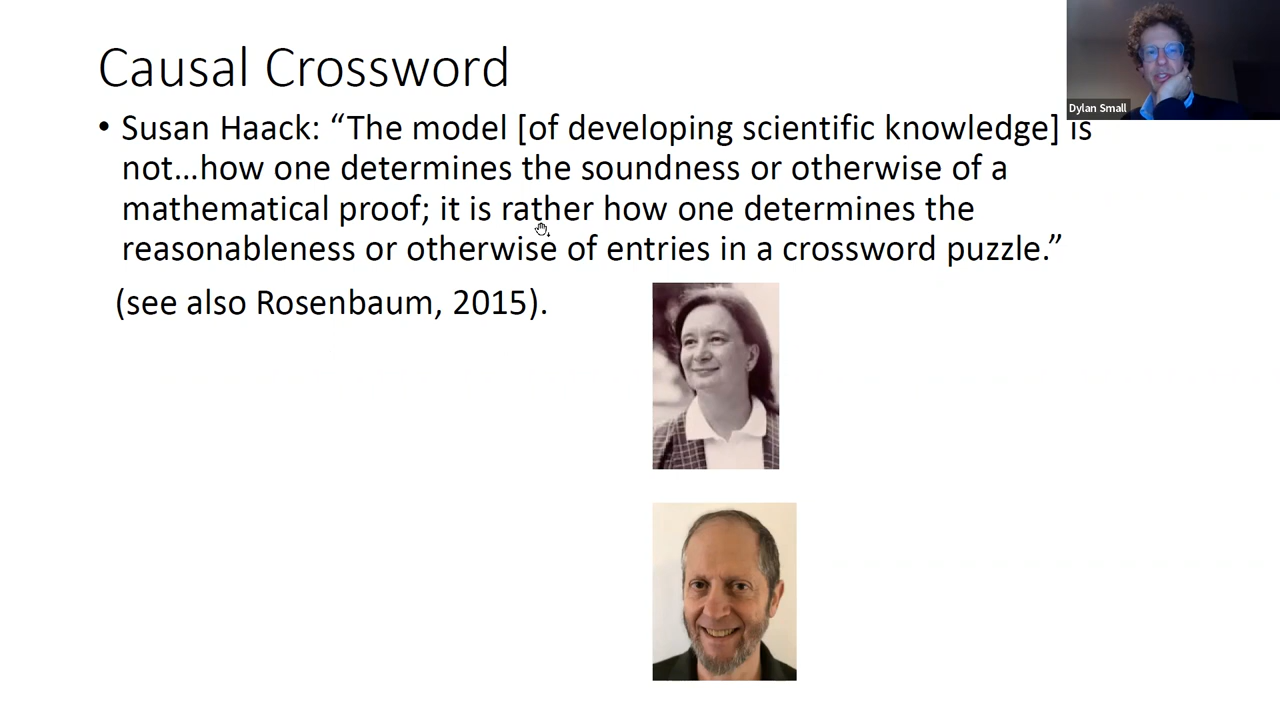 Causal Crossword
• Susan Haack: “The model [of developing scientific knowledge] is
not…how one determines the soundness or otherwise of a
mathematical proof; it is rather how one determines the
reasonableness or otherwise of entries in a crossword puzzle.”
(see also Rosenbaum, 2015).
Dylan Small